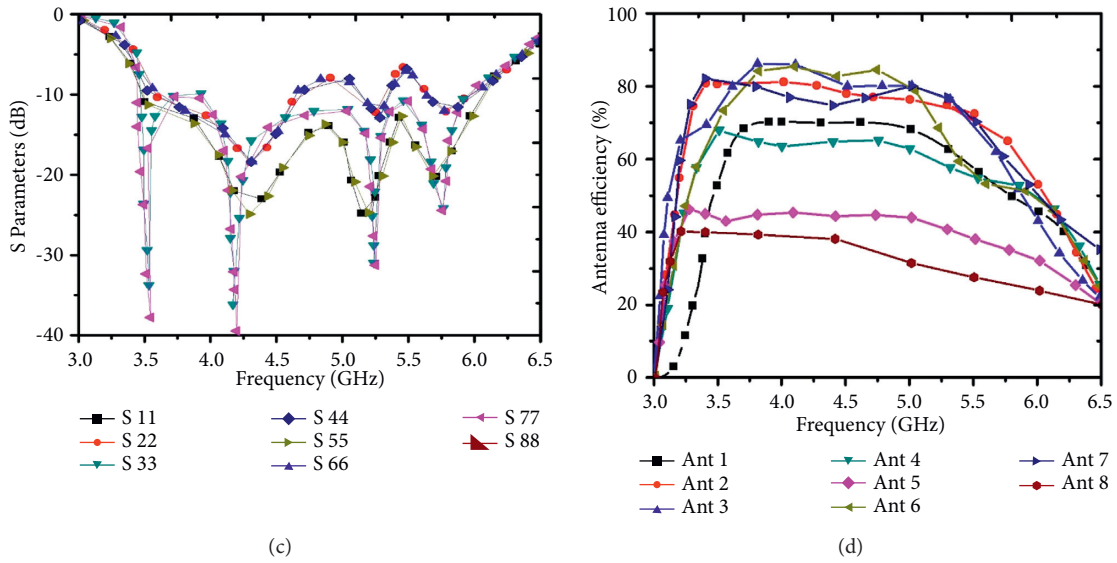 S Parameters (dB)
0
-10
-20
-30
-40
3.0 3.5 4.0 4.5 5.0 5.5 6.0 6.5
Frequency (GHz)
S 11
S 22
S 33
S 44
S 55
S 66
S 77
S 88
(c)
Antenna efficiency (%)
100
80
60
40
20
0
3.0 3.5 4.0 4.5 5.0 5.5 6.0 6.5
Frequency (GHz)
Ant 1
Ant 2
Ant 3
Ant 4
Ant 5
Ant 6
Ant 7
Ant 8
(d)